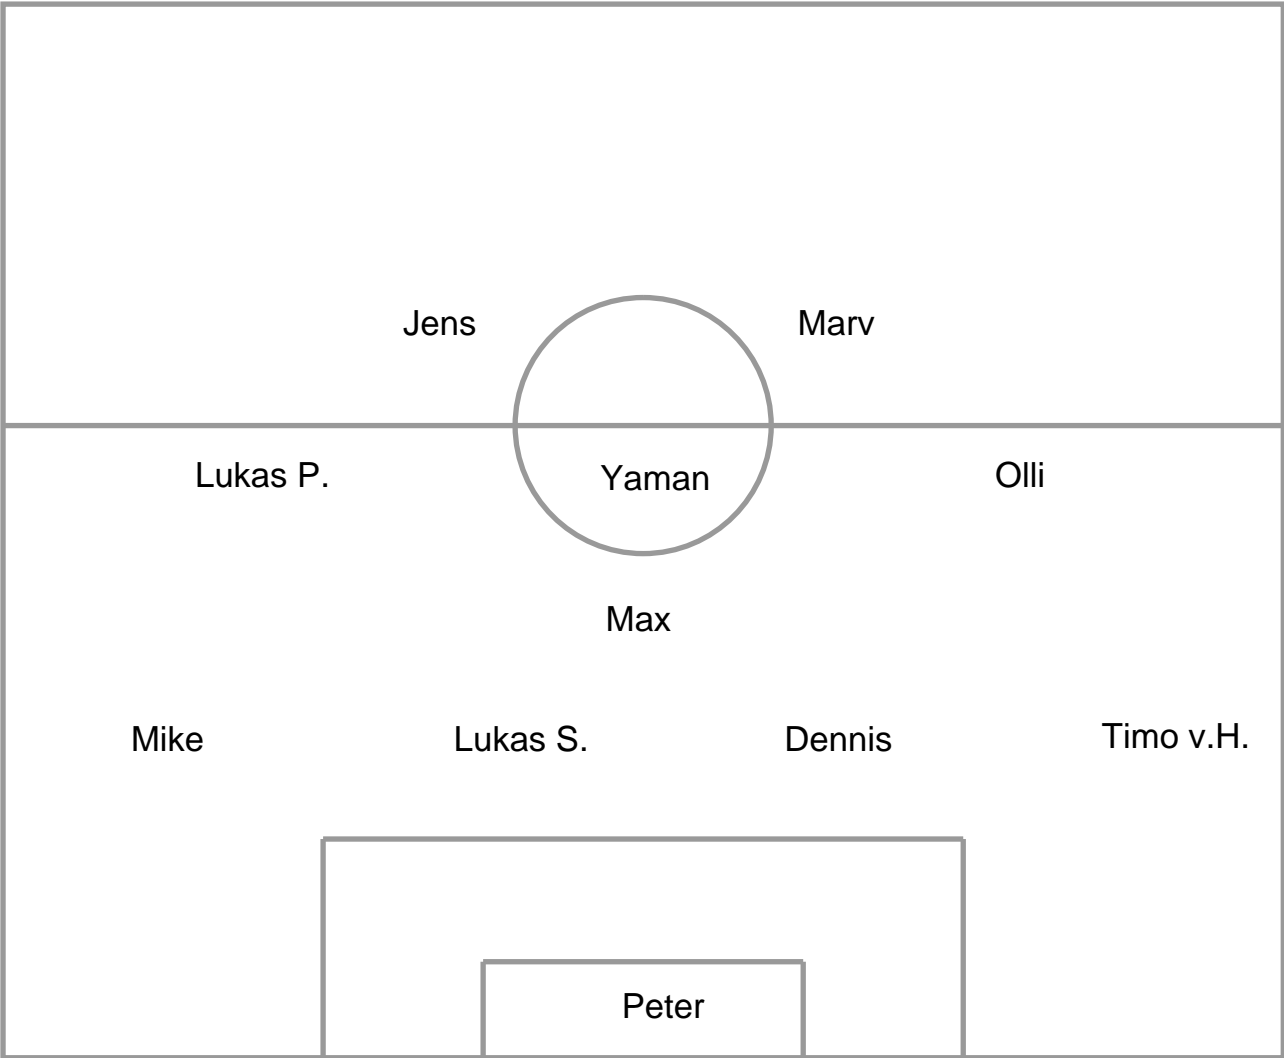 Jens Marv
Lukas P. Yaman Olli
Max
Mike Lukas S. Dennis Timo v.H.
Peter